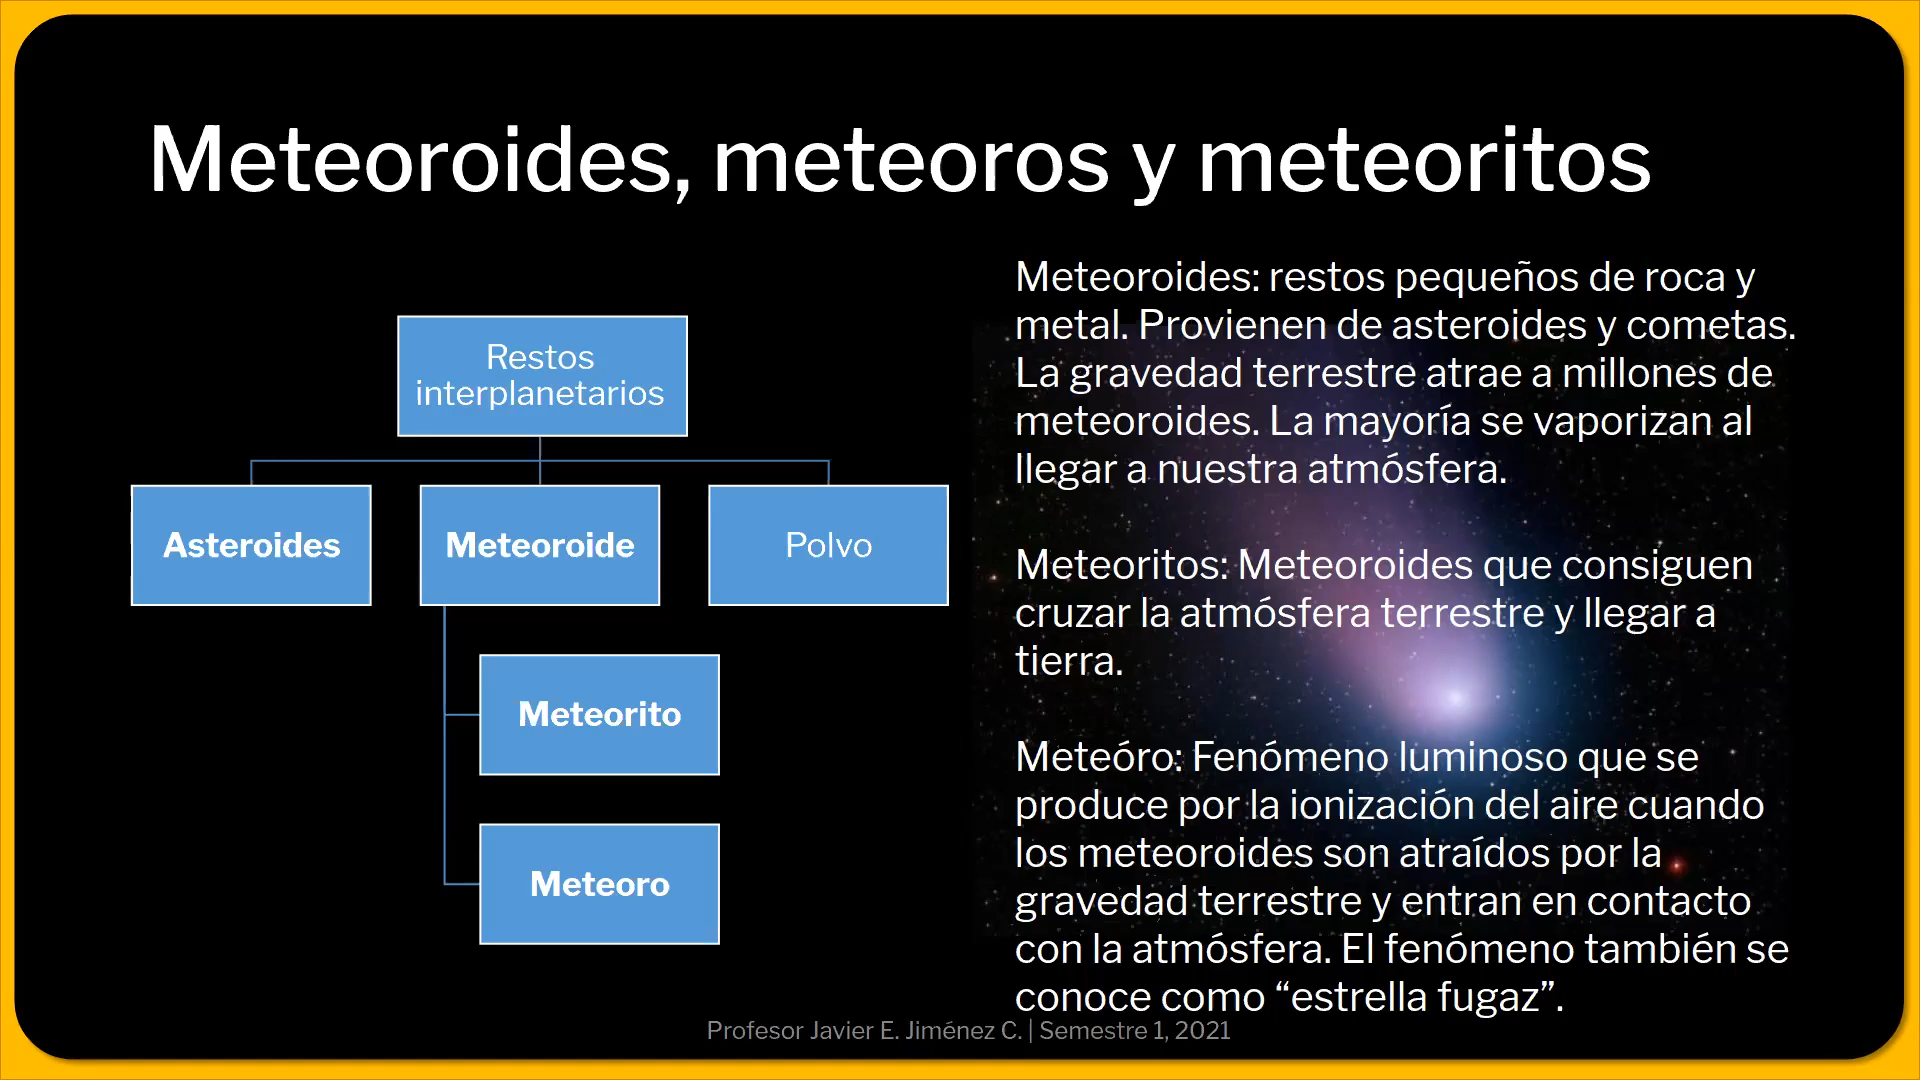 Meteoroides, meteoros y meteoritos
Restos
interplanetarios
Asteroides
Meteoroide
Polvo
Meteorito
Meteoro
Meteoroides: restos pequeños de roca y
metal. Provienen de asteroides y cometas.
La gravedad terrestre atrae a millones de
meteoroides. La mayoría se vaporizan al
llegar a nuestra atmósfera.
Meteoritos: Meteoroides que consiguen
cruzar la atmósfera terrestre y llegar a
tierra.
Meteóro: Fenómeno luminoso que se
produce por la ionización del aire cuando
los meteoroides son atraídos por la
gravedad terrestre y entran en contacto
con la atmósfera. El fenómeno también se
conoce como “estrella fugaz”.
Profesor Javier E. Jiménez C. | Semestre 1, 2021